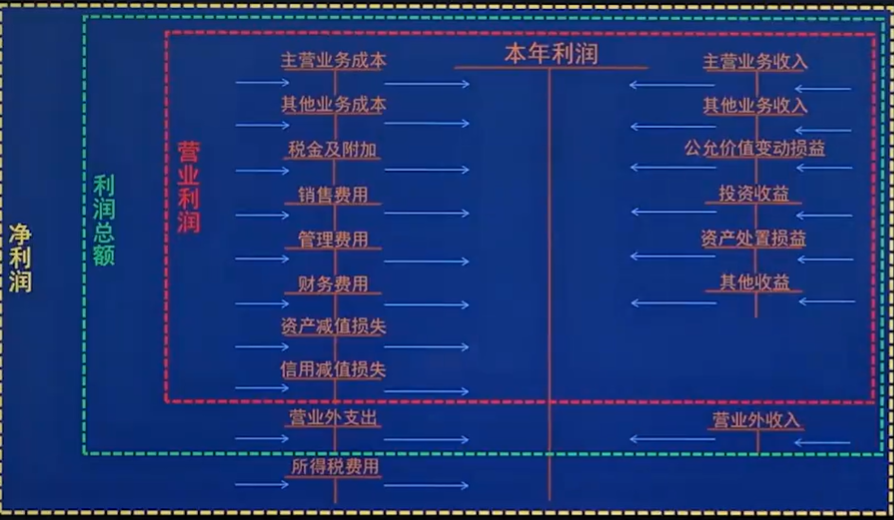 净利润
利润总额
营业利润
本年利润
主营业务成本
其他业务成本
税金及附加
销售费用
管理费用
财务费用
资产减值损失
信用减值损失
营业外支出
所得税费用
主营业务收入
其他业务收入
公允价值变动损益
投资收益
资产处置损益
其他收益
营业外收入